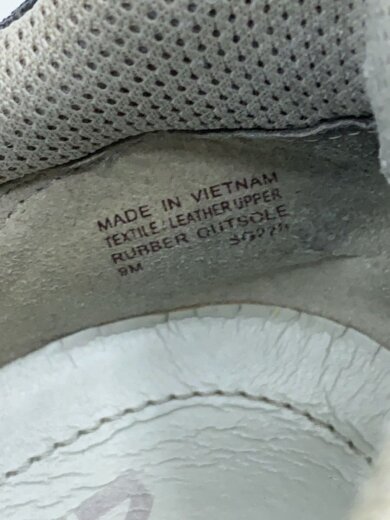 MADE IN VIETNAM
TEXTILE/LEATHER UPPER
RUBBER OUTSOLE
9M